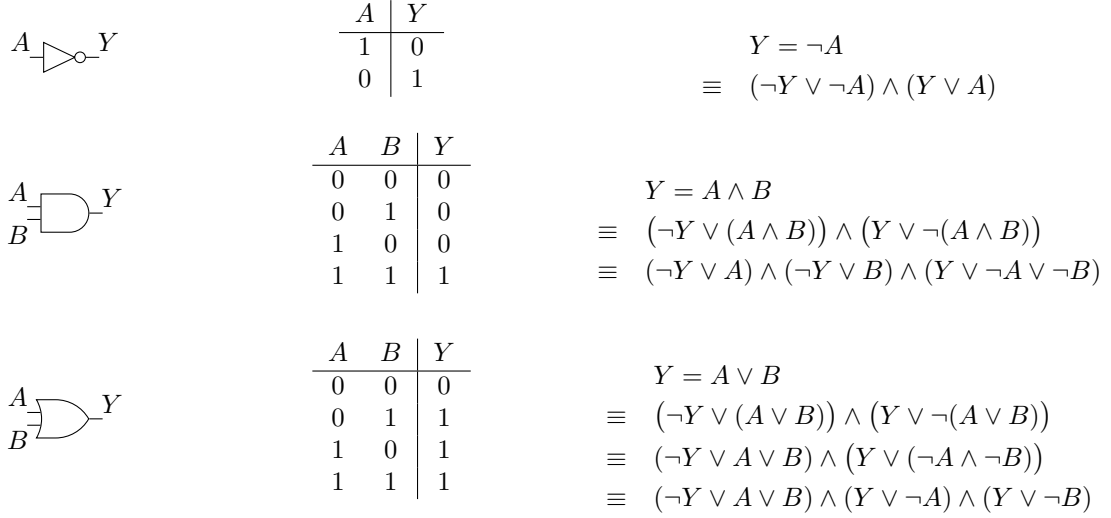 A Y
A Y
1 0
0 1
Y = ¬A
≡ (¬Y ∨ ¬A) ∧ (Y ∨ A)
A
B
Y
A B Y
0 0 0
0 1 0
1 0 0
1 1 1
Y = A ∧ B
≡ (¬Y ∨ (A ∧ B)) ∧ (Y ∨ ¬(A ∧ B))
≡ (¬Y ∨ A) ∧ (¬Y ∨ B) ∧ (Y ∨ ¬A ∨ ¬B)
A
B
Y
A B Y
0 0 0
0 1 1
1 0 1
1 1 1
Y = A ∨ B
≡ (¬Y ∨ (A ∨ B)) ∧ (Y ∨ ¬(A ∨ B))
≡ (¬Y ∨ A ∨ B) ∧ (Y ∨ (¬A ∧ ¬B))
≡ (¬Y ∨ A ∨ B) ∧ (Y ∨ ¬A) ∧ (Y ∨ ¬B)